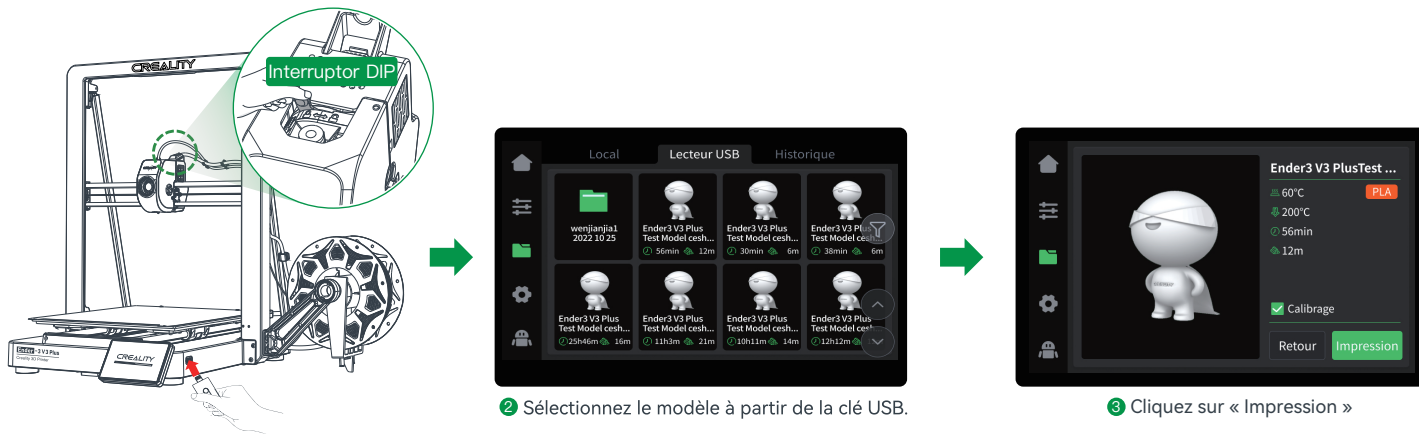 CREALITY
Interruptor DIP
Ender-3 V3 Plus
Creality 3D Printer
CREALITY
Local
Lecteur USB
Historique
wenjianjia1
2022 10 25
Ender3 V3 Plus
Test Model cesh...
56min 12m
Ender3 V3 Plus
Test Model cesh...
30min 6m
Ender3 V3 Plus
Test Model cesh...
38min 6m
Ender3 V3 Plus
Test Model cesh...
25h46m 16m
Ender3 V3 Plus
Test Model cesh...
11h3m 21m
Ender3 V3 Plus
Test Model cesh...
10h11m 14m
Ender3 V3 Plus
Test Model cesh...
12h12m
2 Sélectionnez le modèle à partir de la clé USB.
Ender3 V3 PlusTest ...
60℃
PLA
200℃
56min
12m
CREALITY
Calibrage
Retour
Impression
3 Cliquez sur « Impression »